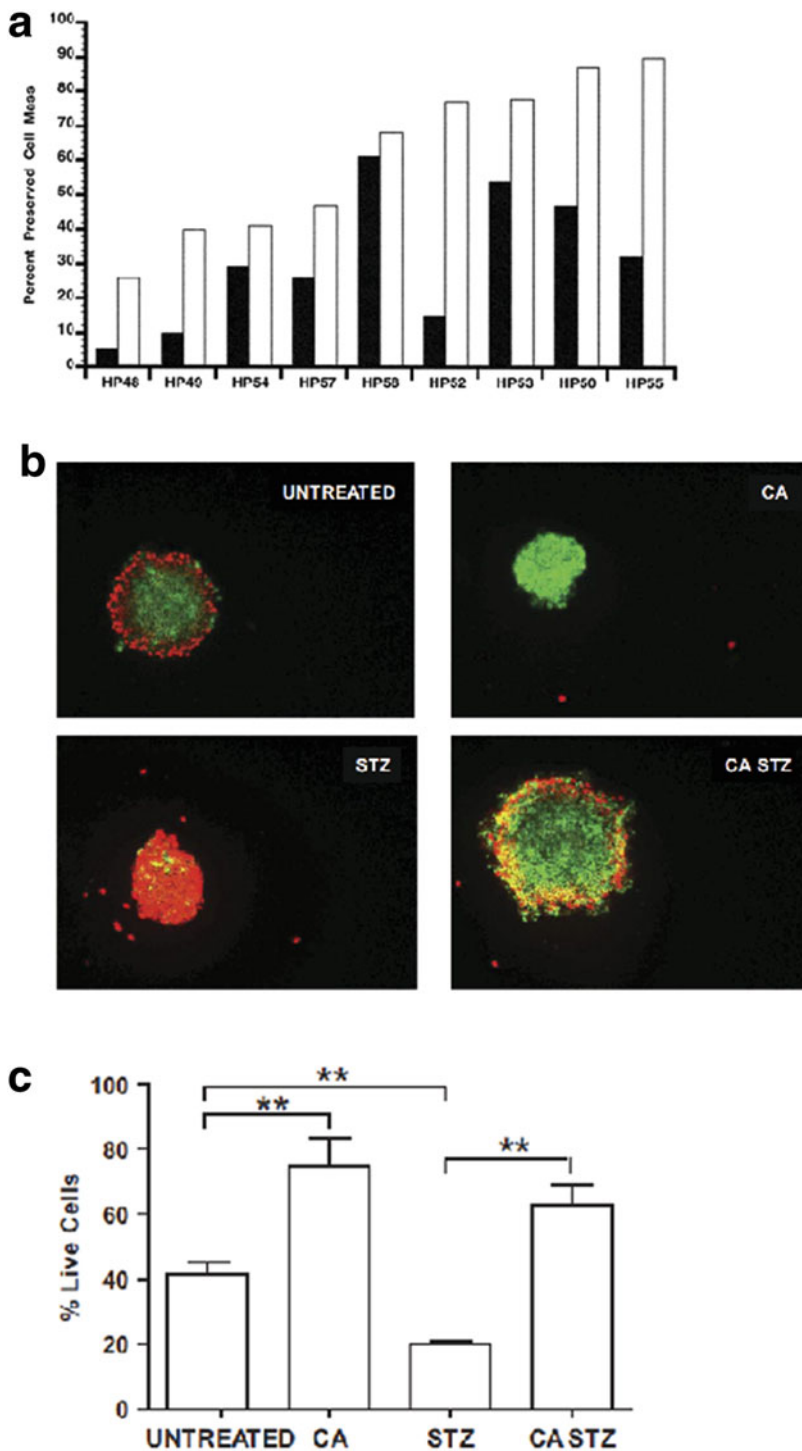 a
Percent Preserved Cell Mass
100
90
80
70
60
50
40
30
20
10
0
HP48 HP49 HP54 HP57 HP58 HP52 HP53 HP50 HP55
b
UNTREATED
CA
STZ
CA STZ
c
% Live Cells
100
80
60
40
20
0
**
**
**
UNTREATED CA STZ CA STZ